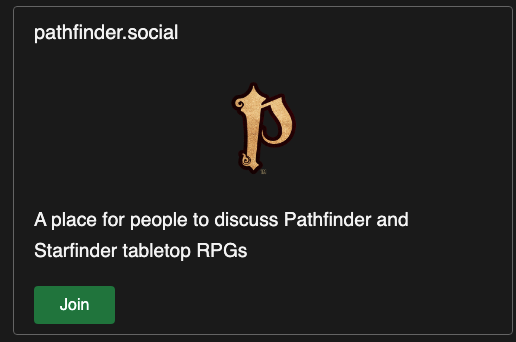 pathfinder.social
p
A place for people to discuss Pathfinder and
Starfinder tabletop RPGs
Join